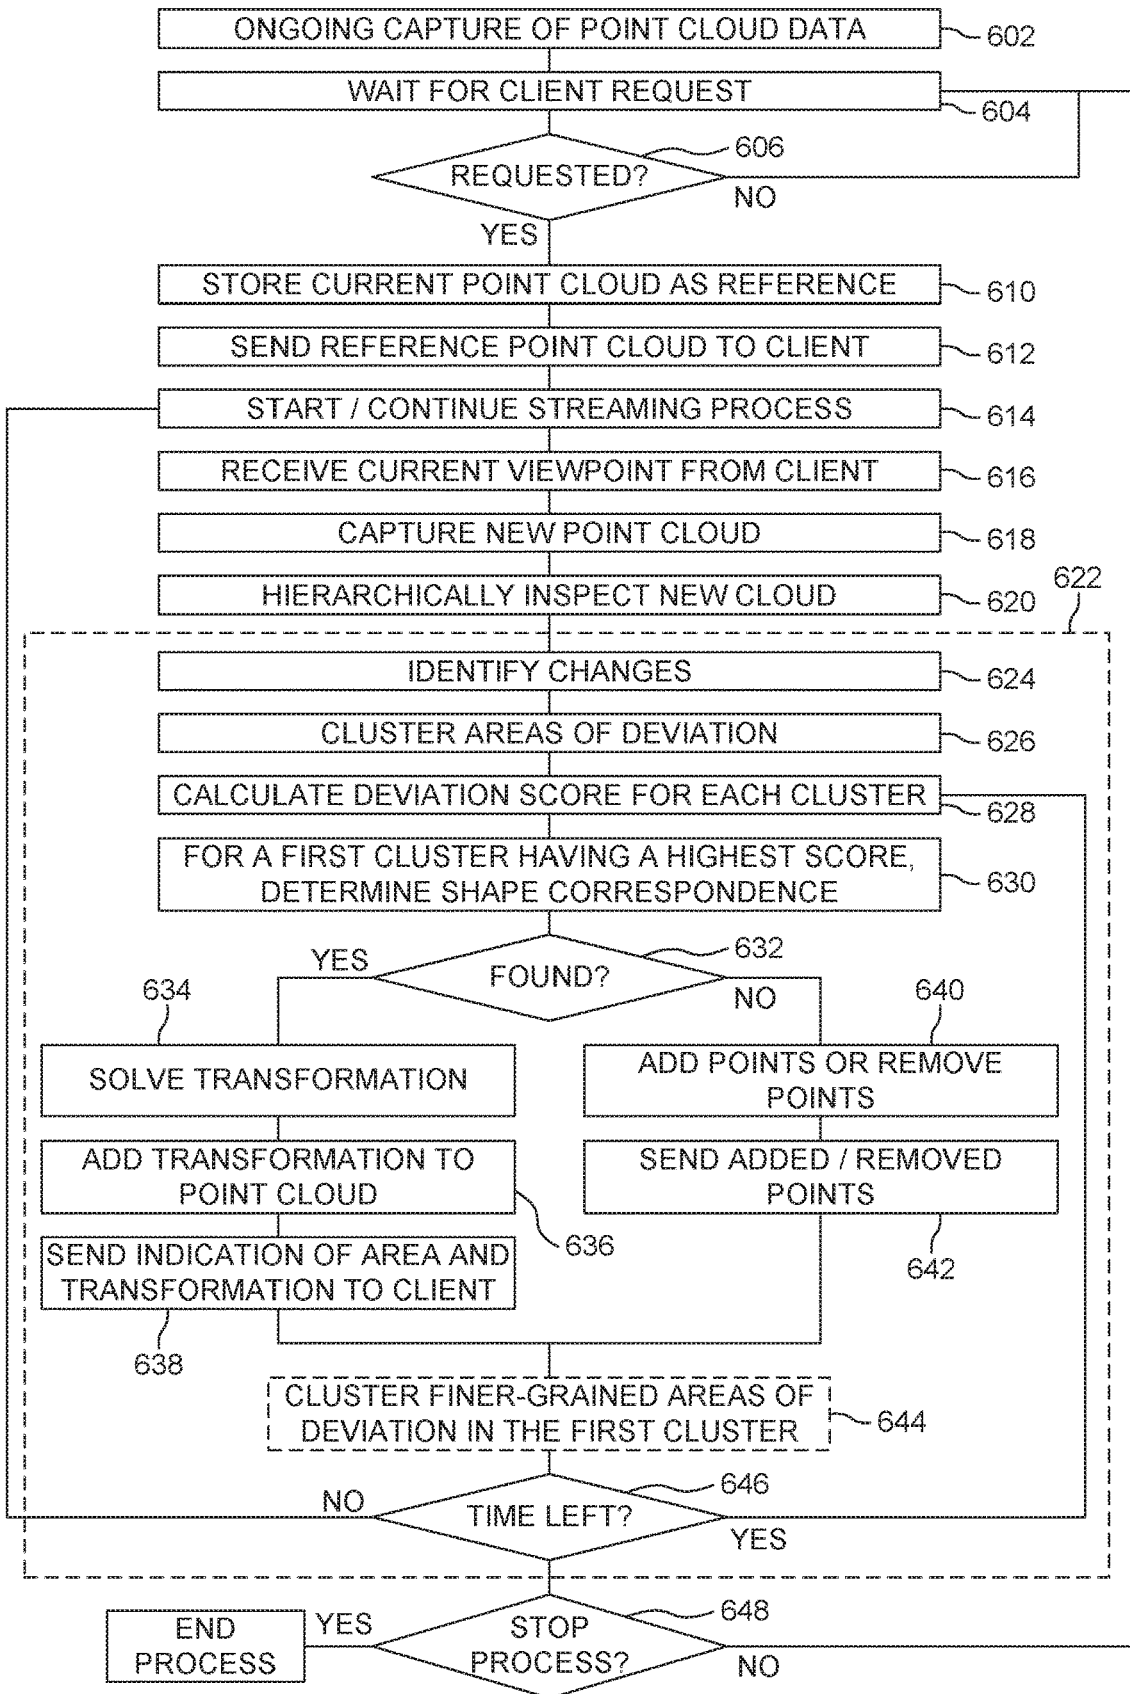 ONGOING CAPTURE OF POINT CLOUD DATA
602
WAIT FOR CLIENT REQUEST
604
606
REQUESTED?
NO
YES
STORE CURRENT POINT CLOUD AS REFERENCE
610
SEND REFERENCE POINT CLOUD TO CLIENT
612
START / CONTINUE STREAMING PROCESS
614
RECEIVE CURRENT VIEWPOINT FROM CLIENT
616
CAPTURE NEW POINT CLOUD
618
HIERARCHICALLY INSPECT NEW CLOUD
620
622
IDENTIFY CHANGES
624
CLUSTER AREAS OF DEVIATION
626
CALCULATE DEVIATION SCORE FOR EACH CLUSTER
628
FOR A FIRST CLUSTER HAVING A HIGHEST SCORE,
DETERMINE SHAPE CORRESPONDENCE
630
632
YES
FOUND?
NO
634
640
SOLVE TRANSFORMATION
ADD POINTS OR REMOVE
POINTS
ADD TRANSFORMATION TO
POINT CLOUD
636
SEND ADDED / REMOVED
POINTS
642
SEND INDICATION OF AREA AND
TRANSFORMATION TO CLIENT
638
CLUSTER FINER-GRAINED AREAS OF
DEVIATION IN THE FIRST CLUSTER
644
646
NO
TIME LEFT?
YES
648
END
PROCESS
YES
STOP
PROCESS?
NO